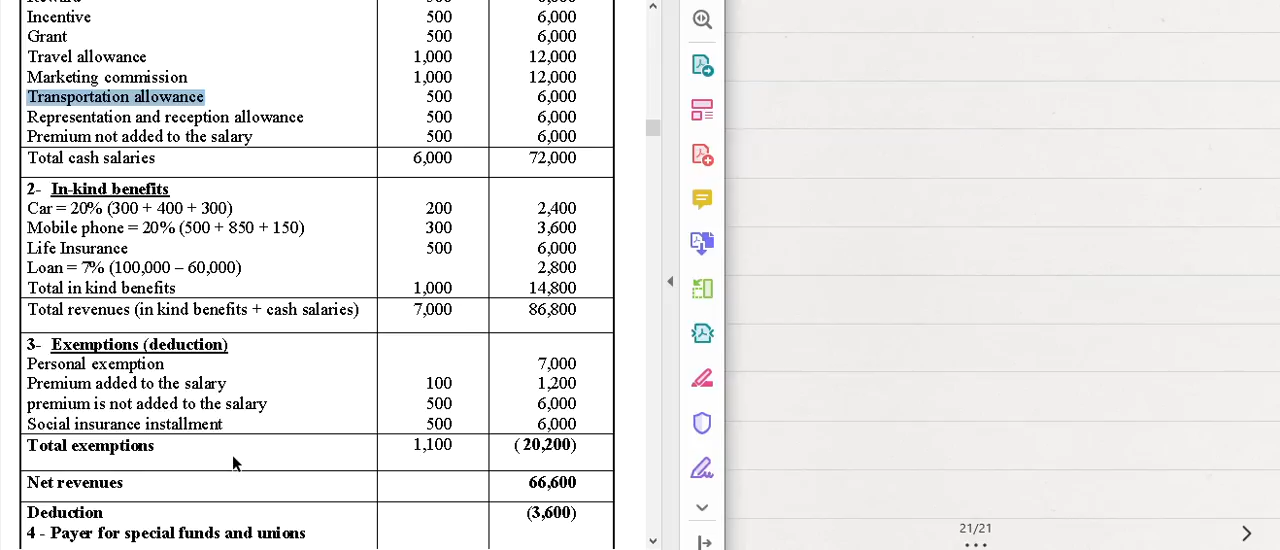 Incentive 500 6,000
Grant 500 6,000
Travel allowance 1,000 12,000
Marketing commission 1,000 12,000
Transportation allowance 500 6,000
Representation and reception allowance 500 6,000
Premium not added to the salary 500 6,000
Total cash salaries 6,000 72,000
2- In-kind benefits
Car = 20% (300 + 400 + 300) 200 2,400
Mobile phone = 20% (500 + 850 + 150) 300 3,600
Life Insurance 500 6,000
Loan = 7% (100,000 – 60,000) 2,800
Total in kind benefits 1,000 14,800
Total revenues (in kind benefits + cash salaries) 7,000 86,800
3- Exemptions (deduction)
Personal exemption 7,000
Premium added to the salary 100 1,200
premium is not added to the salary 500 6,000
Social insurance installment 500 6,000
Total exemptions 1,100 ( 20,200)
Net revenues 66,600
Deduction (3,600)
4 - Payer for special funds and unions
21/21